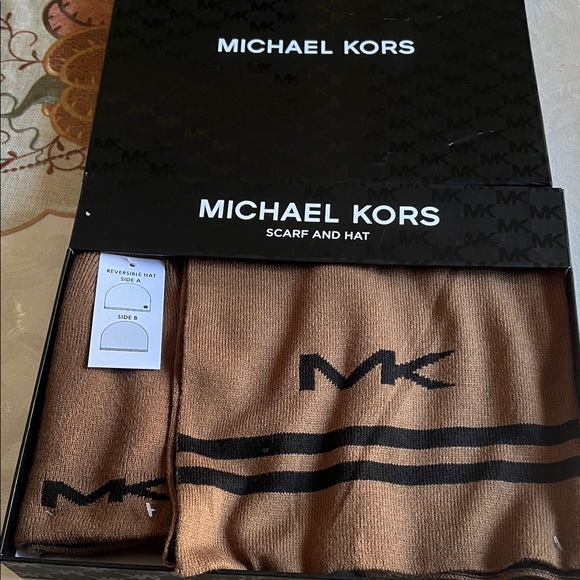 MICHAEL KORS
MICHAEL KORS
SCARF AND HAT
REVERSIBLE HAT
SIDE A
SIDE B
MK
MK